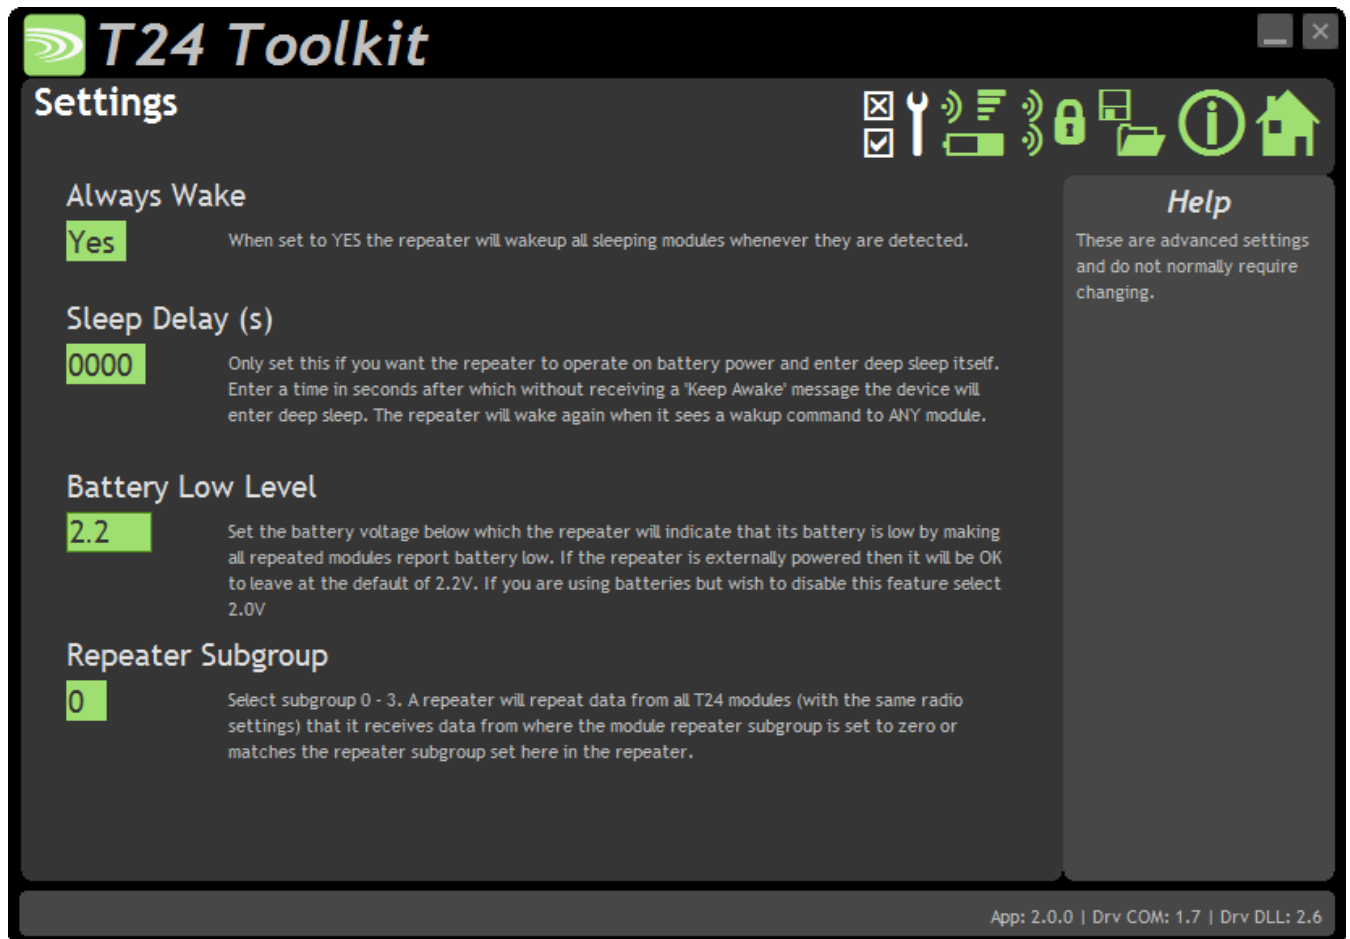 T24 Toolkit
Settings
Always Wake
Yes
When set to YES the repeater will wakeup all sleeping modules whenever they are detected.
Sleep Delay (s)
0000
Only set this if you want the repeater to operate on battery power and enter deep sleep itself.
Enter a time in seconds after which without receiving a 'Keep Awake' message the device will
enter deep sleep. The repeater will wake again when it sees a wakup command to ANY module.
Battery Low Level
2.2
Set the battery voltage below which the repeater will indicate that its battery is low by making
all repeated modules report battery low. If the repeater is externally powered then it will be OK
to leave at the default of 2.2V. If you are using batteries but wish to disable this feature select
2.0V
Repeater Subgroup
0
Select subgroup 0 - 3. A repeater will repeat data from all T24 modules (with the same radio
settings) that it receives data from where the module repeater subgroup is set to zero or
matches the repeater subgroup set here in the repeater.
Help
These are advanced settings
and do not normally require
changing.
App: 2.0.0 | Drv COM: 1.7 | Drv DLL: 2.6